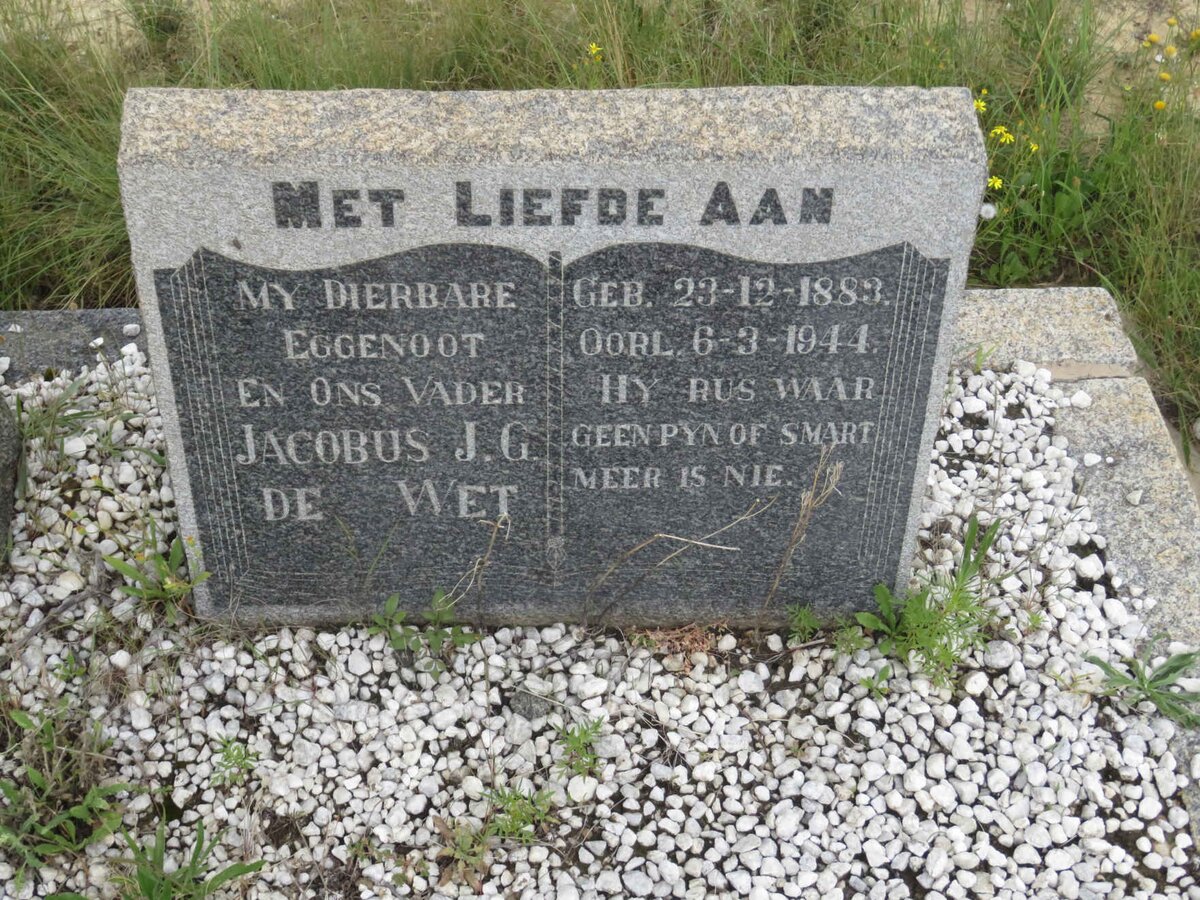 MET LIEFDE AAN
MY DIERBARE
EGGENOOT
EN ONS VADER
JACOBUS J.G.
DE WET
GEB. 23-12-1883.
OORL. 6-3-1944.
HY RUS WAAR
GEEN PYN OF SMART
MEER IS NIE.